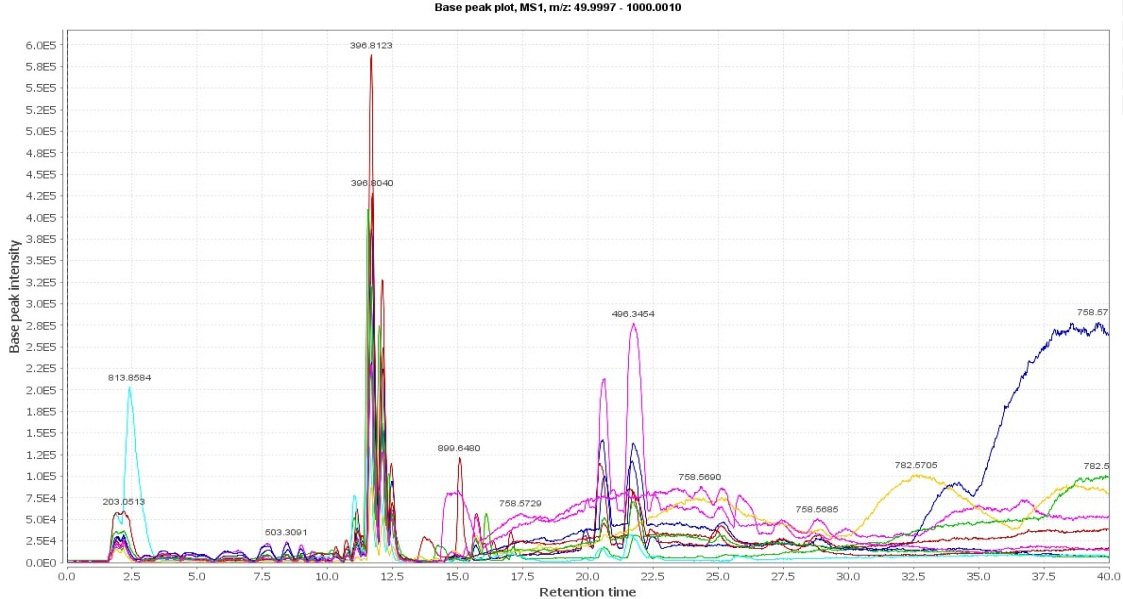 Base peak plot, MS1, m/z: 49.9997 - 1000.0010
Base peak intensity
6.0E5
5.8E5
5.5E5
5.2E5
5.0E5
4.8E5
4.5E5
4.2E5
4.0E5
3.8E5
3.5E5
3.2E5
3.0E5
2.8E5
2.5E5
2.2E5
2.0E5
1.8E5
1.5E5
1.2E5
1.0E5
7.5E4
5.0E4
2.5E4
0.0E0
396.8123
396.8040
496.3454
758.57
813.8584
899.6480
782.5705
782.5
758.5690
203.0513
758.5729
758.5685
503.3091
0.0 2.5 5.0 7.5 10.0 12.5 15.0 17.5 20.0 22.5 25.0 27.5 30.0 32.5 35.0 37.5 40.0
Retention time